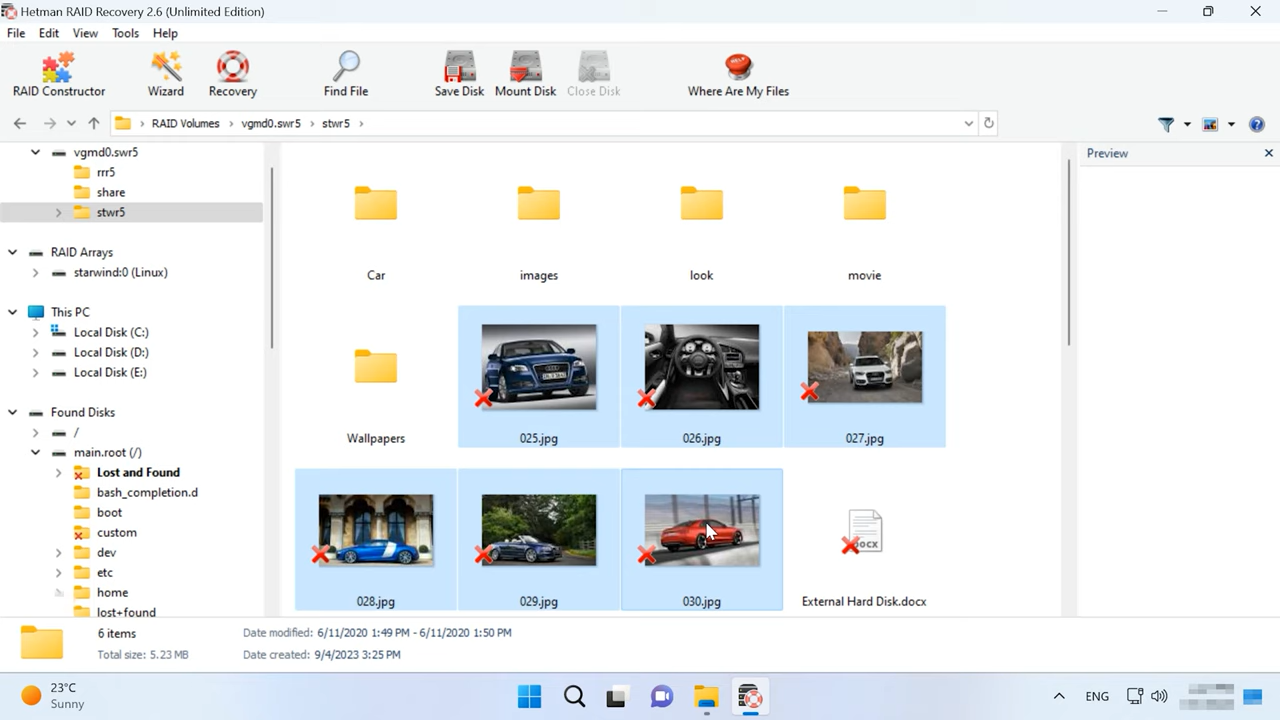 Hetman RAID Recovery 2.6 (Unlimited Edition)
File Edit View Tools Help
RAID Constructor Wizard Recovery Find File Save Disk Mount Disk Close Disk Where Are My Files
RAID Volumes vgmd0.swr5 stwr5
vgmd0.swr5
rrr5
share
stwr5
RAID Arrays
starwind:0 (Linux)
This PC
Local Disk (C:)
Local Disk (D:)
Local Disk (E:)
Found Disks
/
main.root (/)
Lost and Found
bash_completion.d
boot
custom
dev
etc
home
lost+found
Car images look movie
Wallpapers 025.jpg 026.jpg 027.jpg
DOCX
028.jpg 029.jpg 030.jpg External Hard Disk.docx
Preview
6 items Date modified: 6/11/2020 1:49 PM - 6/11/2020 1:50 PM
Total size: 5.23 MB Date created: 9/4/2023 3:25 PM
23°C
Sunny
ENG